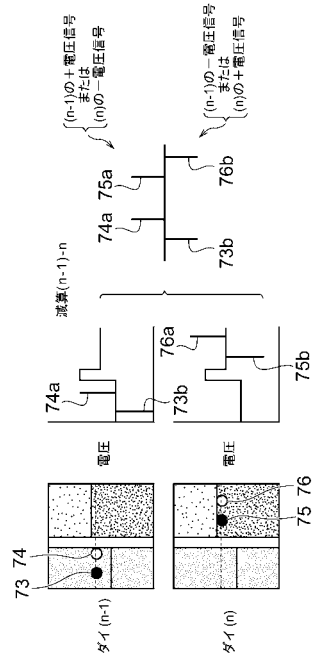 ダイ(n-1)
73
74
電圧
74a
73b
ダイ(n)
75
76
電圧
76a
75b
減算(n-1)-n
74a
75a
73b
76b
(n-1)の＋電圧信号
または
(n)の－電圧信号
(n-1)の－電圧信号
または
(n)の＋電圧信号